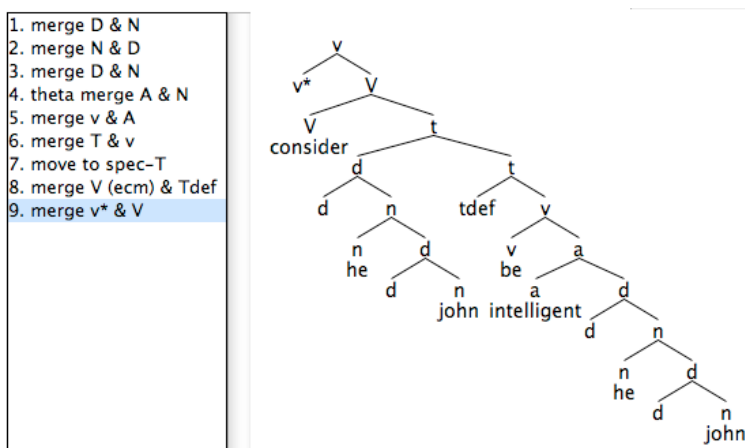 1. merge D & N
2. merge N & D
3. merge D & N
4. theta merge A & N
5. merge v & A
6. merge T & v
7. move to spec-T
8. merge V (ecm) & Tdef
9. merge v* & V
v
v* V
V t
consider
d t
d n tdef v
n d v a
he be
d n a d
john intelligent
d n
n d
he
d n
john